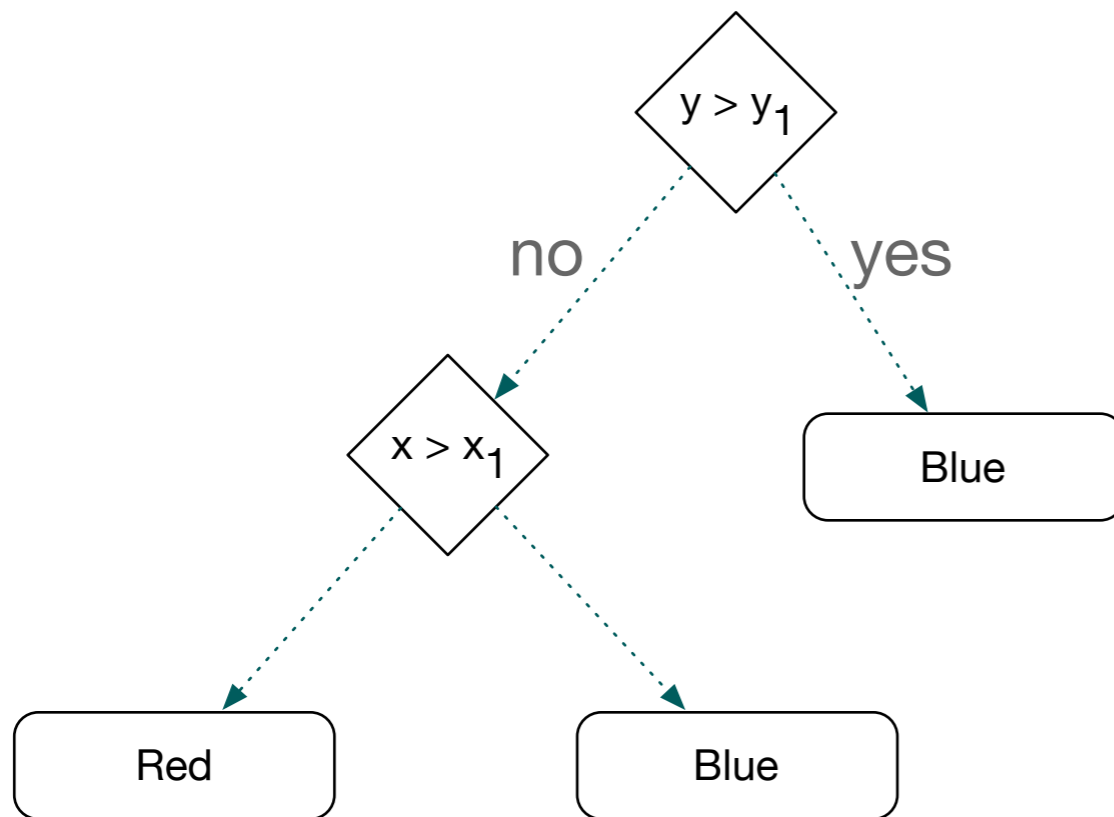 y > y₁
no
yes
x > x₁
Blue
Red
Blue